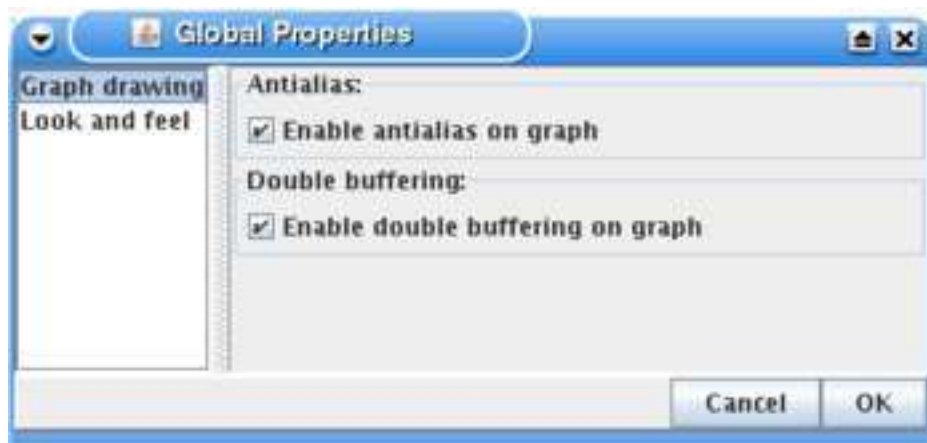 Global Properties
Graph drawing
Look and feel
Antialias:
Enable antialias on graph
Double buffering:
Enable double buffering on graph
Cancel
OK